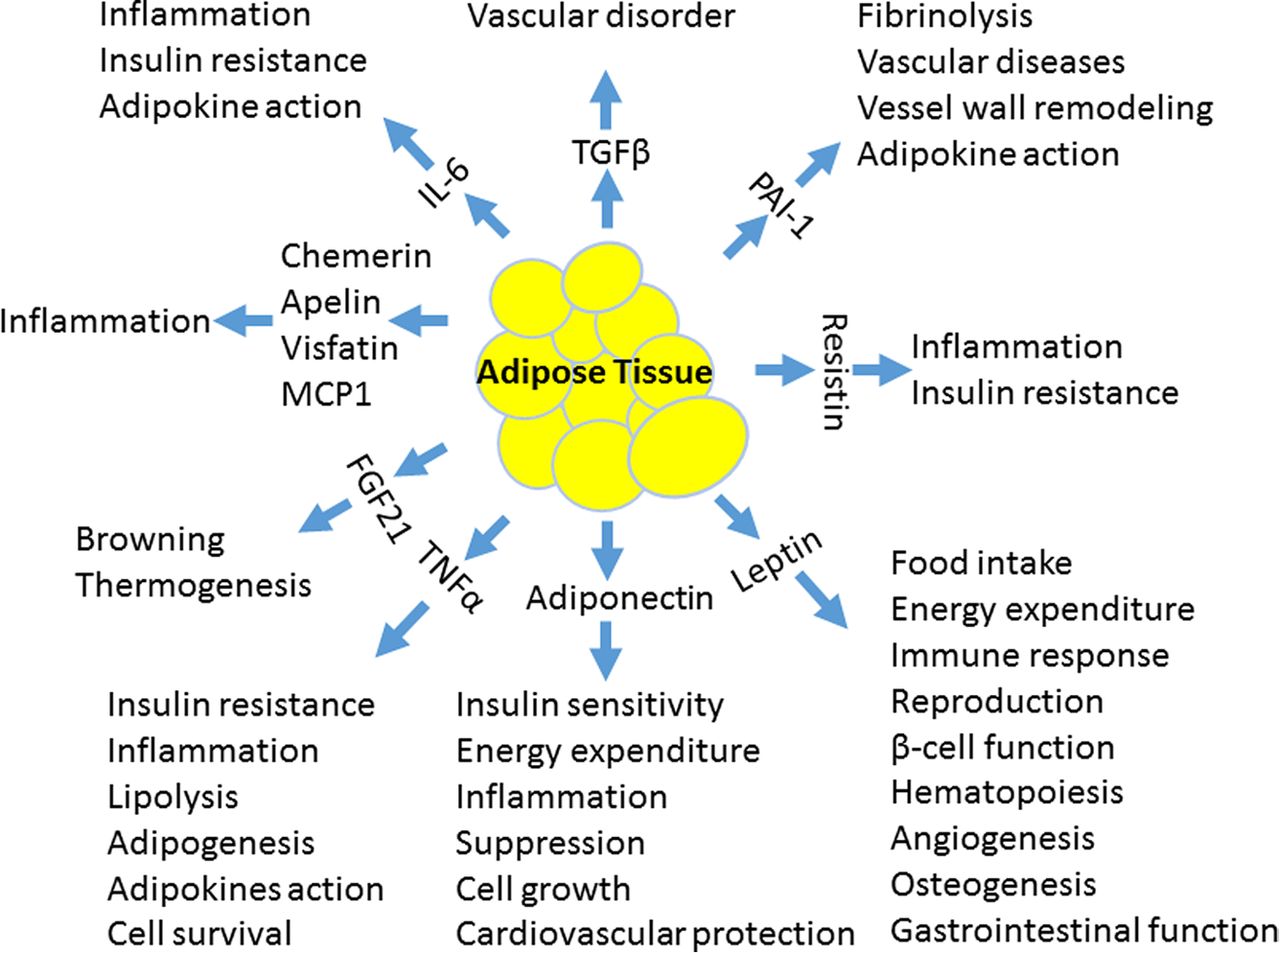 Inflammation
Insulin resistance
Adipokine action
IL-6
Vascular disorder
TGFβ
Fibrinolysis
Vascular diseases
Vessel wall remodeling
Adipokine action
PAI-1
Inflammation
Chemerin
Apelin
Visfatin
MCP1
Adipose Tissue
Resistin
Inflammation
Insulin resistance
FGF21
Browning
Thermogenesis
TNFα
Insulin resistance
Inflammation
Lipolysis
Adipogenesis
Adipokines action
Cell survival
Adiponectin
Insulin sensitivity
Energy expenditure
Inflammation
Suppression
Cell growth
Cardiovascular protection
Leptin
Food intake
Energy expenditure
Immune response
Reproduction
β-cell function
Hematopoiesis
Angiogenesis
Osteogenesis
Gastrointestinal function